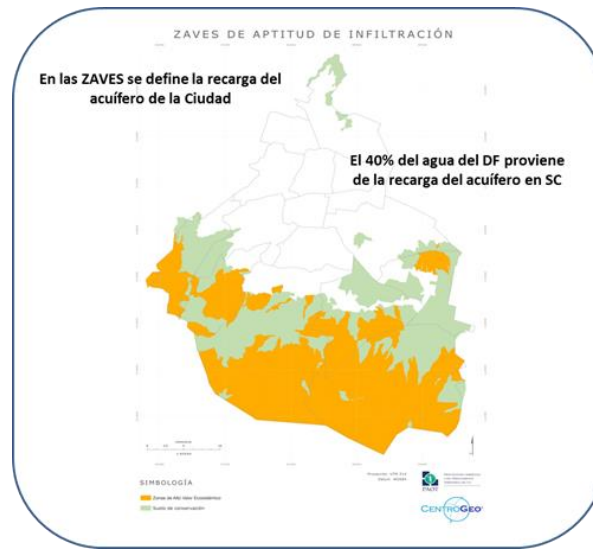 ZAVES DE APTITUD DE INFILTRACIÓN
En las ZAVES se define la recarga del
acuífero de la Ciudad
El 40% del agua del DF proviene
de la recarga del acuífero en SC
SIMBOLOGÍA
Zonas de Alto Valor Ecosistémico
Suelo de conservación
PAOT
CENTROGEO